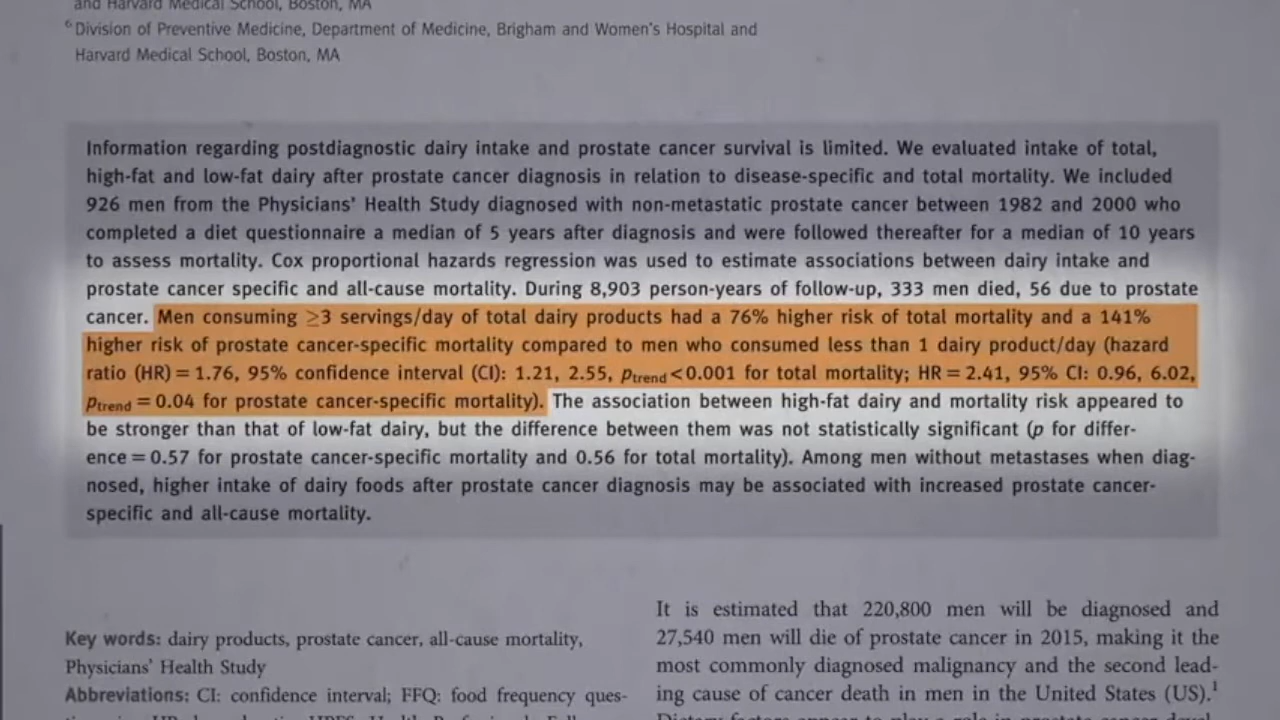 and Harvard Medical School, Boston, MA
6 Division of Preventive Medicine, Department of Medicine, Brigham and Women's Hospital and
Harvard Medical School, Boston, MA
Information regarding postdiagnostic dairy intake and prostate cancer survival is limited. We evaluated intake of total,
high-fat and low-fat dairy after prostate cancer diagnosis in relation to disease-specific and total mortality. We included
926 men from the Physicians' Health Study diagnosed with non-metastatic prostate cancer between 1982 and 2000 who
completed a diet questionnaire a median of 5 years after diagnosis and were followed thereafter for a median of 10 years
to assess mortality. Cox proportional hazards regression was used to estimate associations between dairy intake and
prostate cancer specific and all-cause mortality. During 8,903 person-years of follow-up, 333 men died, 56 due to prostate
cancer. Men consuming ≥3 servings/day of total dairy products had a 76% higher risk of total mortality and a 141%
higher risk of prostate cancer-specific mortality compared to men who consumed less than 1 dairy product/day (hazard
ratio (HR) = 1.76, 95% confidence interval (CI): 1.21, 2.55, ptrend < 0.001 for total mortality; HR = 2.41, 95% CI: 0.96, 6.02,
ptrend = 0.04 for prostate cancer-specific mortality). The association between high-fat dairy and mortality risk appeared to
be stronger than that of low-fat dairy, but the difference between them was not statistically significant (p for differ-
ence = 0.57 for prostate cancer-specific mortality and 0.56 for total mortality). Among men without metastases when diag-
nosed, higher intake of dairy foods after prostate cancer diagnosis may be associated with increased prostate cancer-
specific and all-cause mortality.
Key words: dairy products, prostate cancer, all-cause mortality,
Physicians' Health Study
Abbreviations: CI: confidence interval; FFQ: food frequency ques-
It is estimated that 220,800 men will be diagnosed and
27,540 men will die of prostate cancer in 2015, making it the
most commonly diagnosed malignancy and the second lead-
ing cause of cancer death in men in the United States (US).1